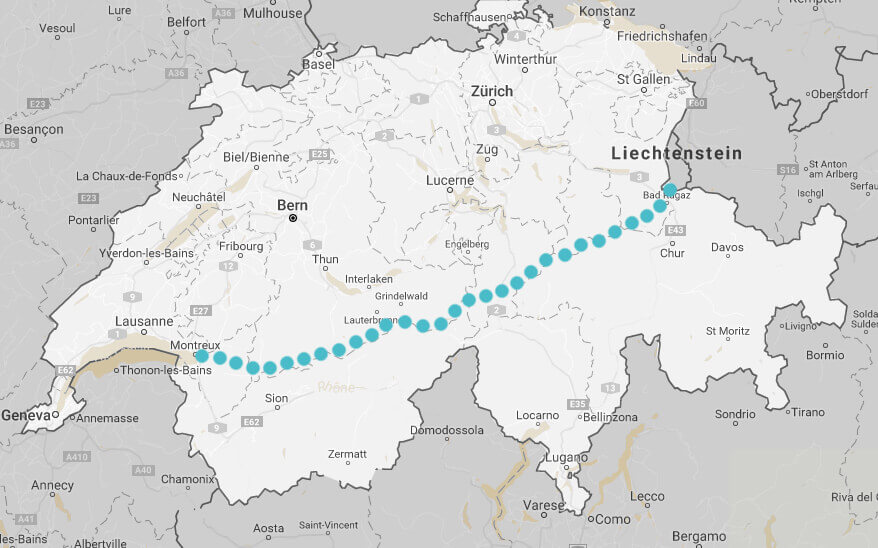 Lure
Mulhouse
A36
Vesoul
Belfort
Schaffhausen
Konstanz
Kempten
Friedrichshafen
Lindau
4
Basel
Winterthur
A36
St Gallen
Zürich
1
E60
Oberstdorf
E23
Besançon
2
Zug
Liechtenstein
Biel/Bienne
E25
3
S16
St Anton
am Arlberg
La Chaux-de-Fonds
Lucerne
Bad Ragaz
Ischgl
Serfaus
E23
Neuchâtel
Bern
Pontarlier
E43
Yverdon-les-Bains
Fribourg
6
Engelberg
Chur
Davos
12
Thun
Interlaken
9
Grindelwald
E27
2
Lausanne
Lauterbrunnen
1
Montreux
St Moritz
Livigno
Solda
Sulden
Bormio
E62
Thonon-les-Bains
Rhône
13
Sion
E35
Geneva
Annemasse
E62
Locarno
Bellinzona
Sondrio
Tirano
Domodossola
A410
A40
Zermatt
Lugano
Annecy
Chamonix
Lecco
Varese
Riva del
A41
Como
Aosta
Saint-Vincent
Bergamo
les-Bains
Albertville